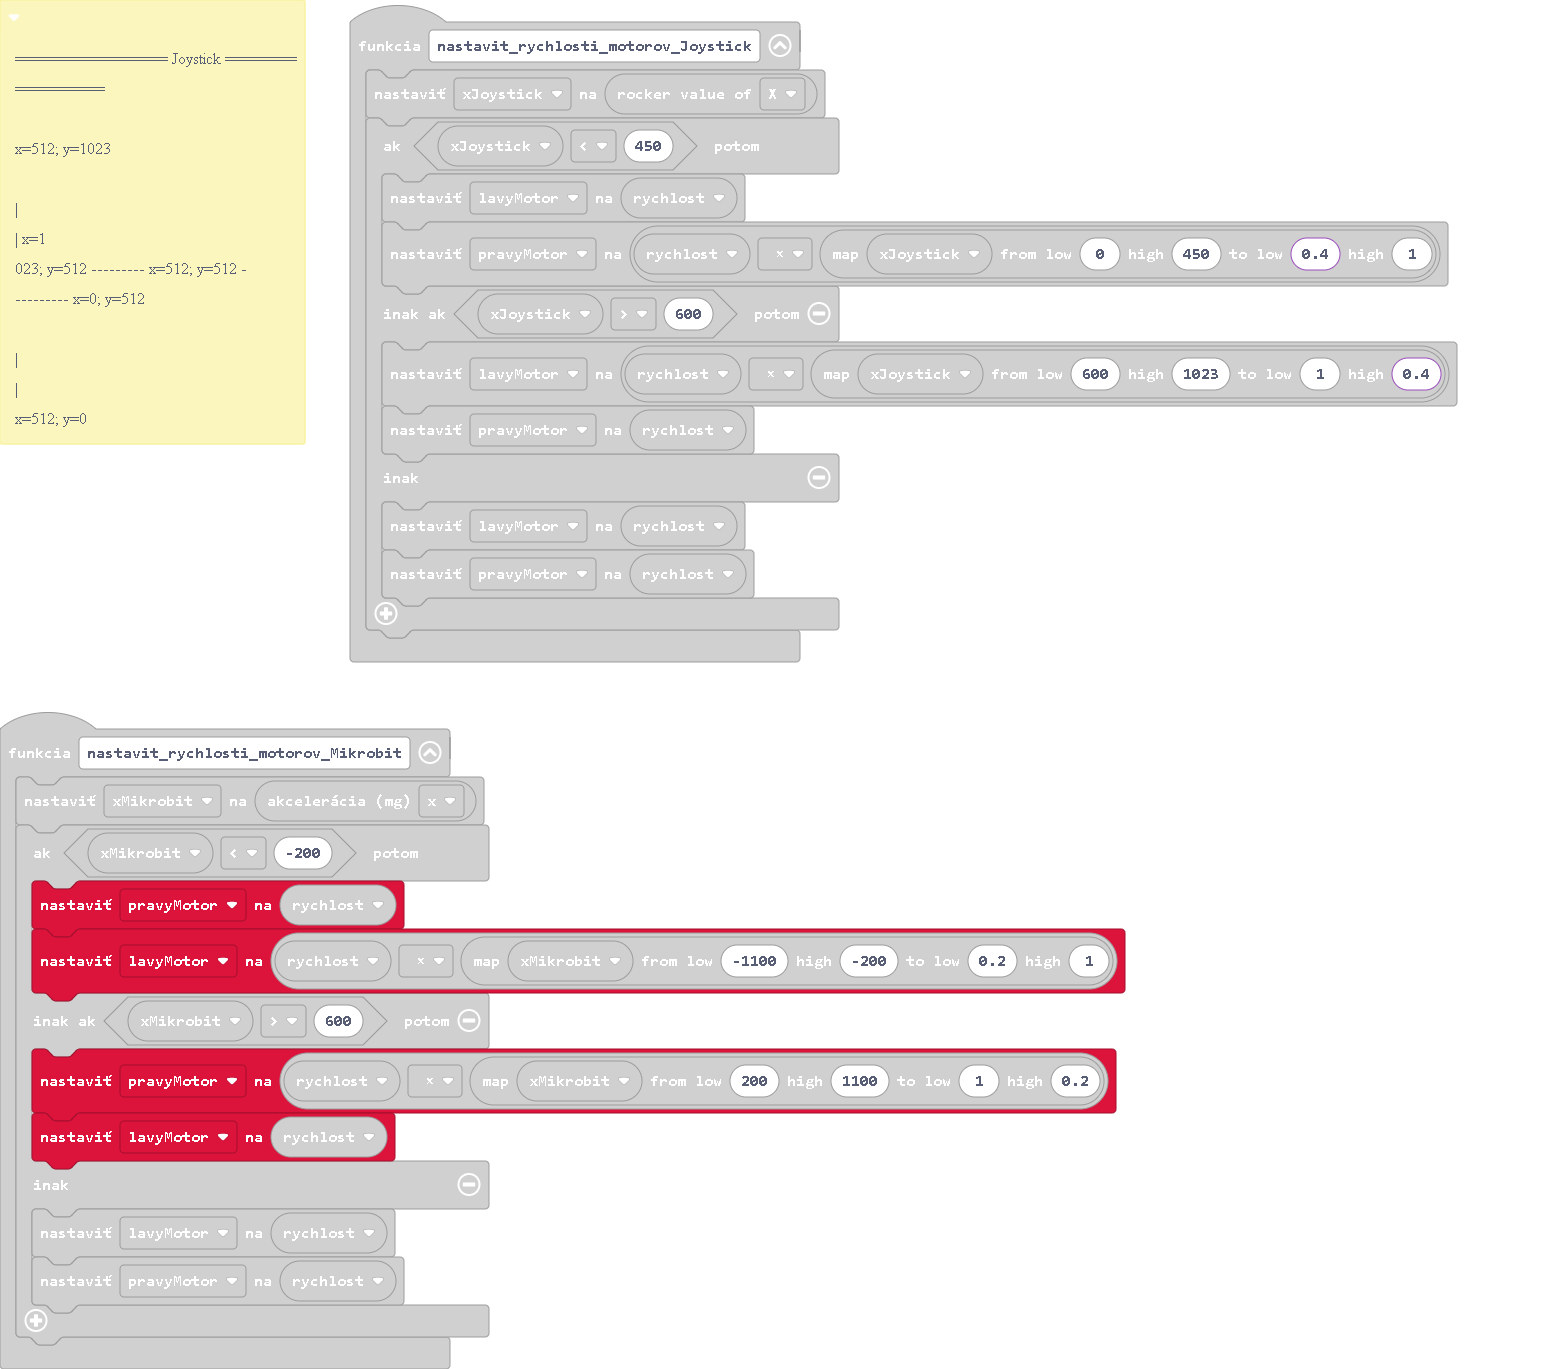 ═════════════════ Joystick ════════
══════════
x=512; y=1023
|
| x=1
023; y=512 --------- x=512; y=512 -
--------- x=0; y=512
|
|
x=512; y=0
funkcia nastavit_rychlosti_motorov_Joystick
nastaviť xJoystick na rocker value of X
ak xJoystick < 450 potom
nastaviť lavyMotor na rychlost
nastaviť pravyMotor na rychlost × map xJoystick from low 0 high 450 to low 0.4 high 1
inak ak xJoystick > 600 potom
nastaviť lavyMotor na rychlost × map xJoystick from low 600 high 1023 to low 1 high 0.4
nastaviť pravyMotor na rychlost
inak
nastaviť lavyMotor na rychlost
nastaviť pravyMotor na rychlost
funkcia nastavit_rychlosti_motorov_Mikrobit
nastaviť xMikrobit na akcelerácia (mg) x
ak xMikrobit < -200 potom
nastaviť pravyMotor na rychlost
nastaviť lavyMotor na rychlost × map xMikrobit from low -1100 high -200 to low 0.2 high 1
inak ak xMikrobit > 600 potom
nastaviť pravyMotor na rychlost × map xMikrobit from low 200 high 1100 to low 1 high 0.2
nastaviť lavyMotor na rychlost
inak
nastaviť lavyMotor na rychlost
nastaviť pravyMotor na rychlost